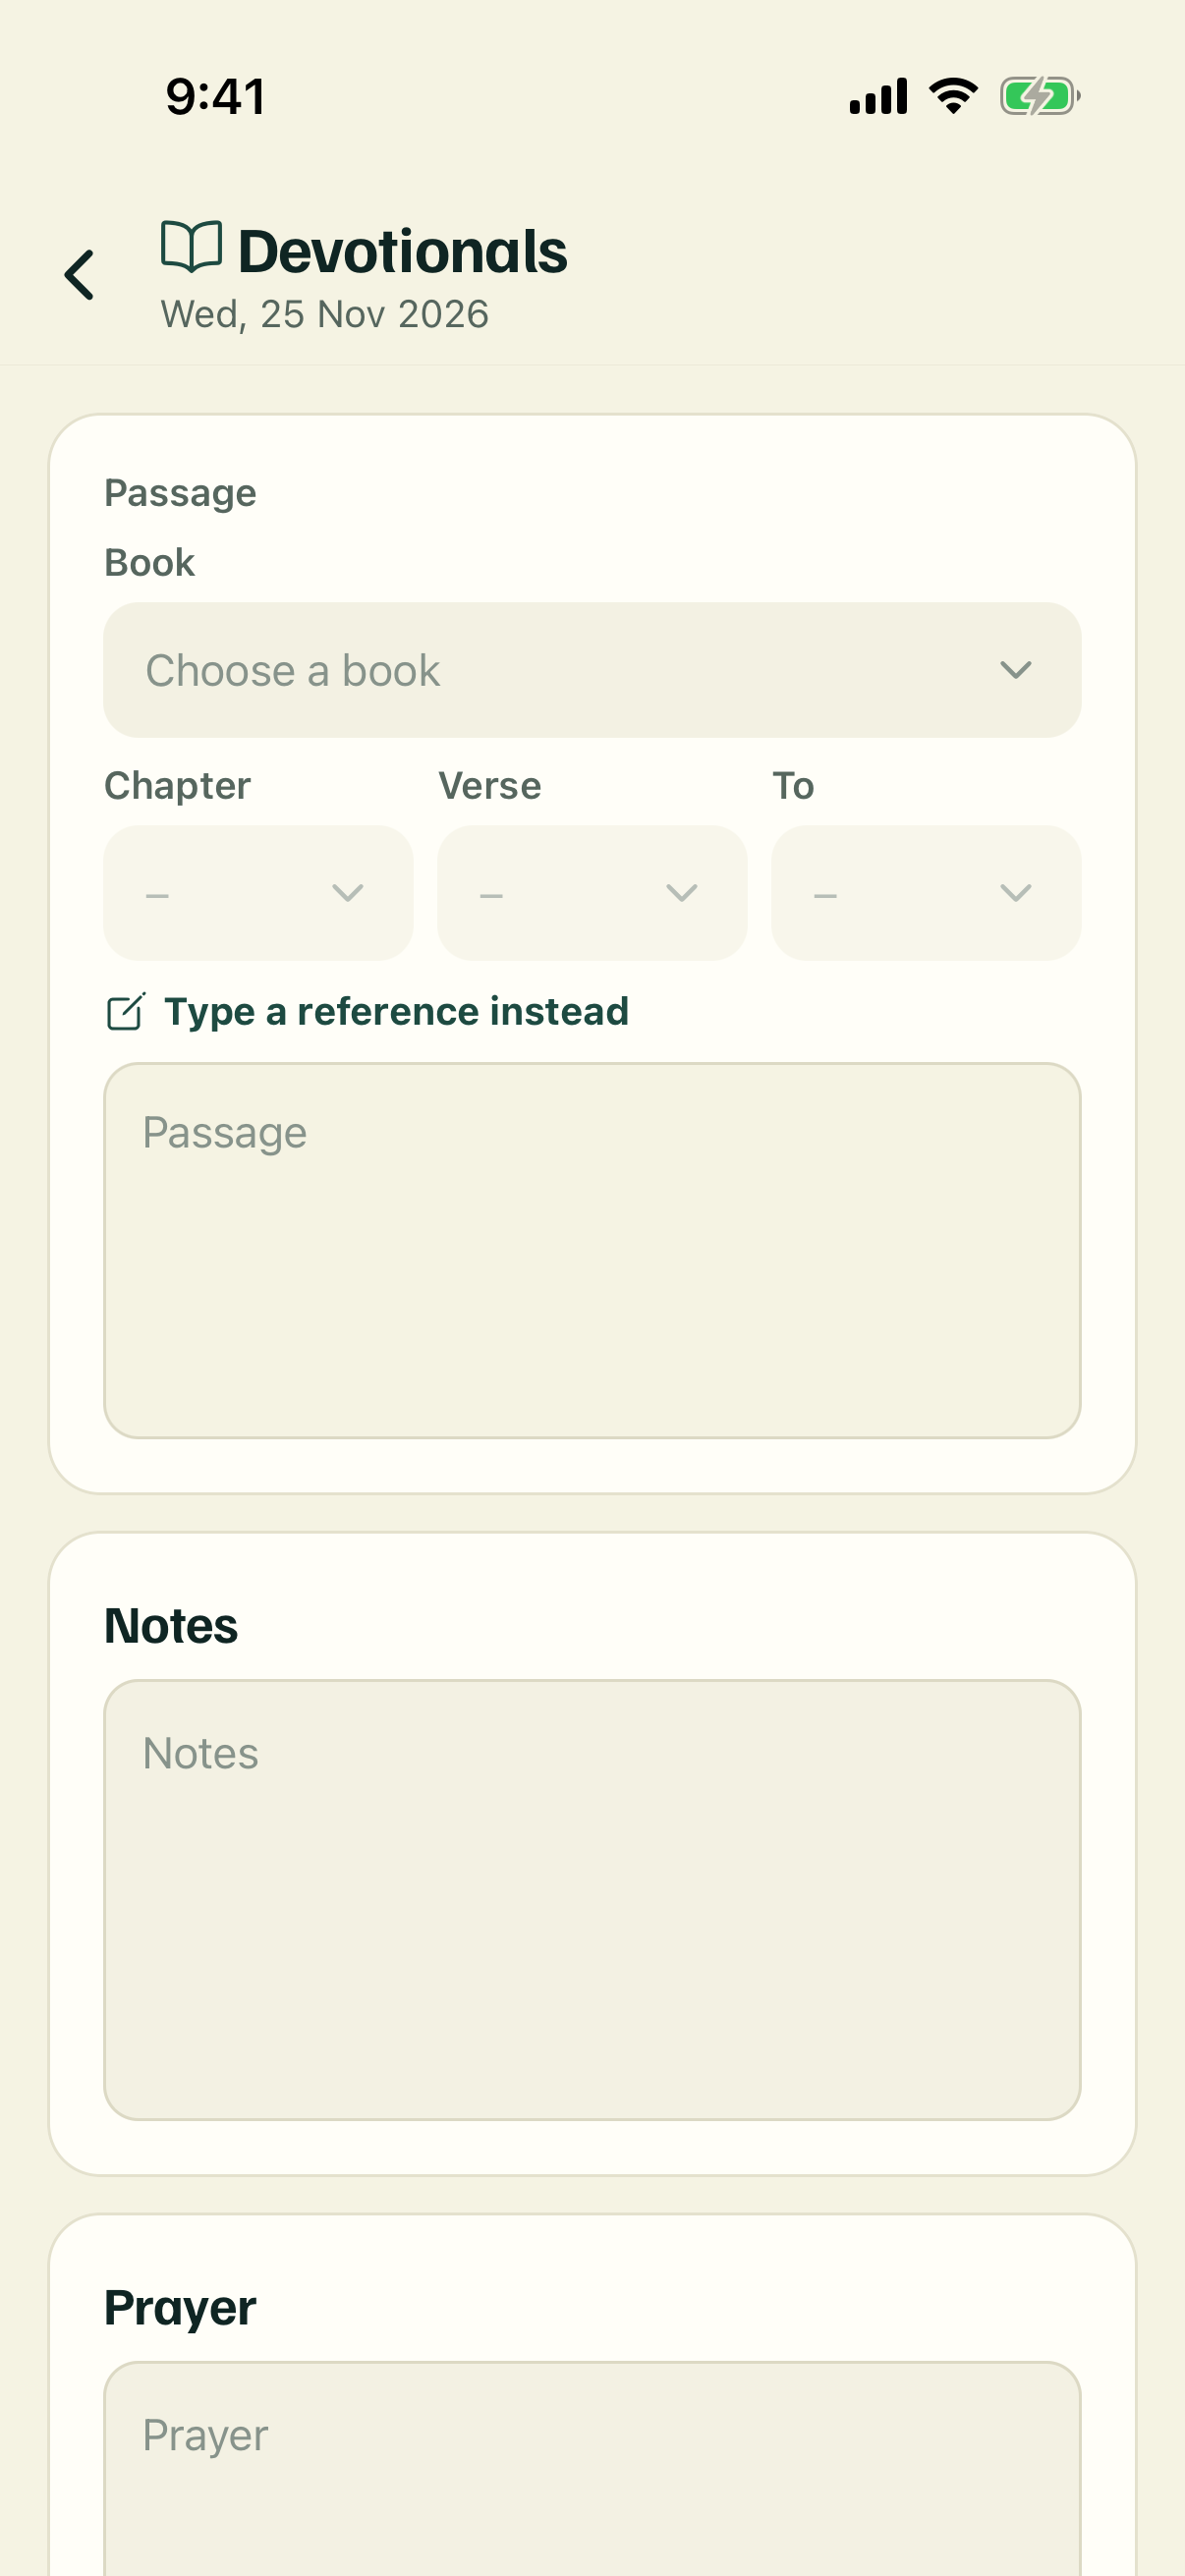 9:41
Devotionals
Wed, 25 Nov 2026
Passage
Book
Choose a book
Chapter Verse To
– – –
Type a reference instead
Passage
Notes
Notes
Prayer
Prayer